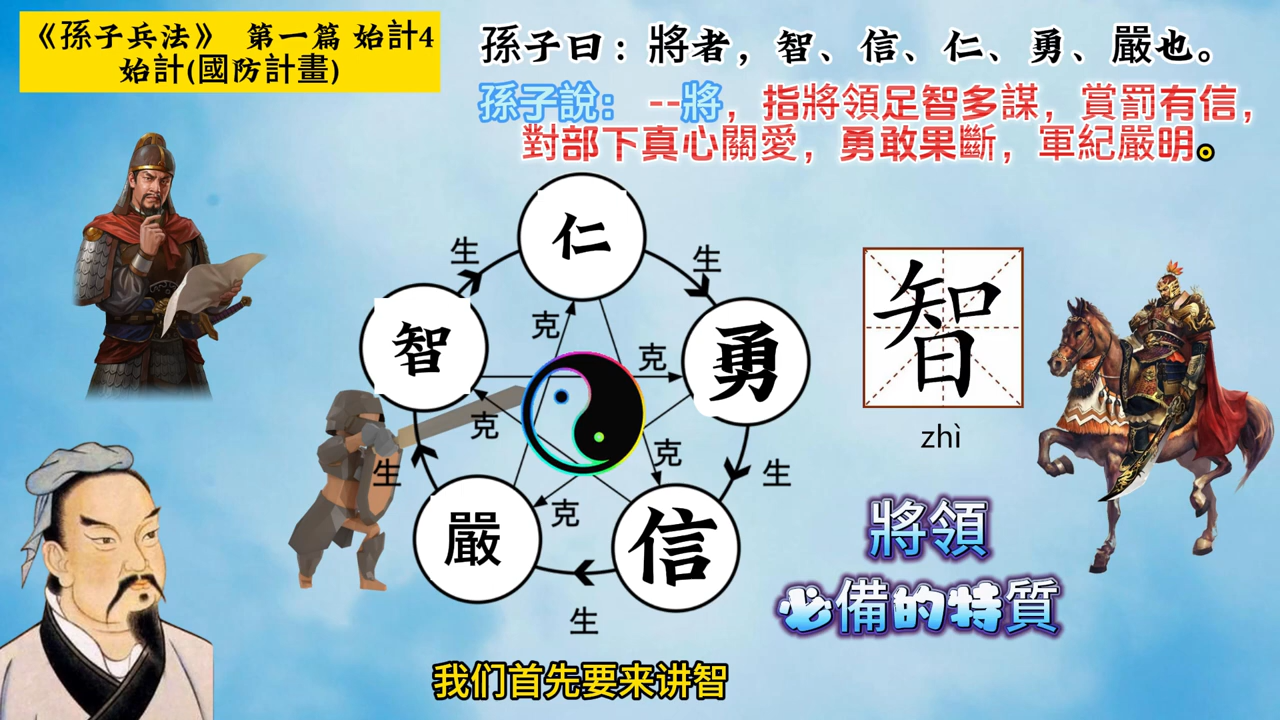 《孫子兵法》 第一篇 始計4
始計(國防計畫)
孫子曰：將者，智、信、仁、勇、嚴也。
孫子說： --將，指將領足智多謀，賞罰有信，
對部下真心關愛，勇敢果斷，軍紀嚴明。
仁
生
生
智
克
克
勇
智
zhì
克
克
生
生
嚴
克
信
生
將領
必備的特質
我们首先要来讲智